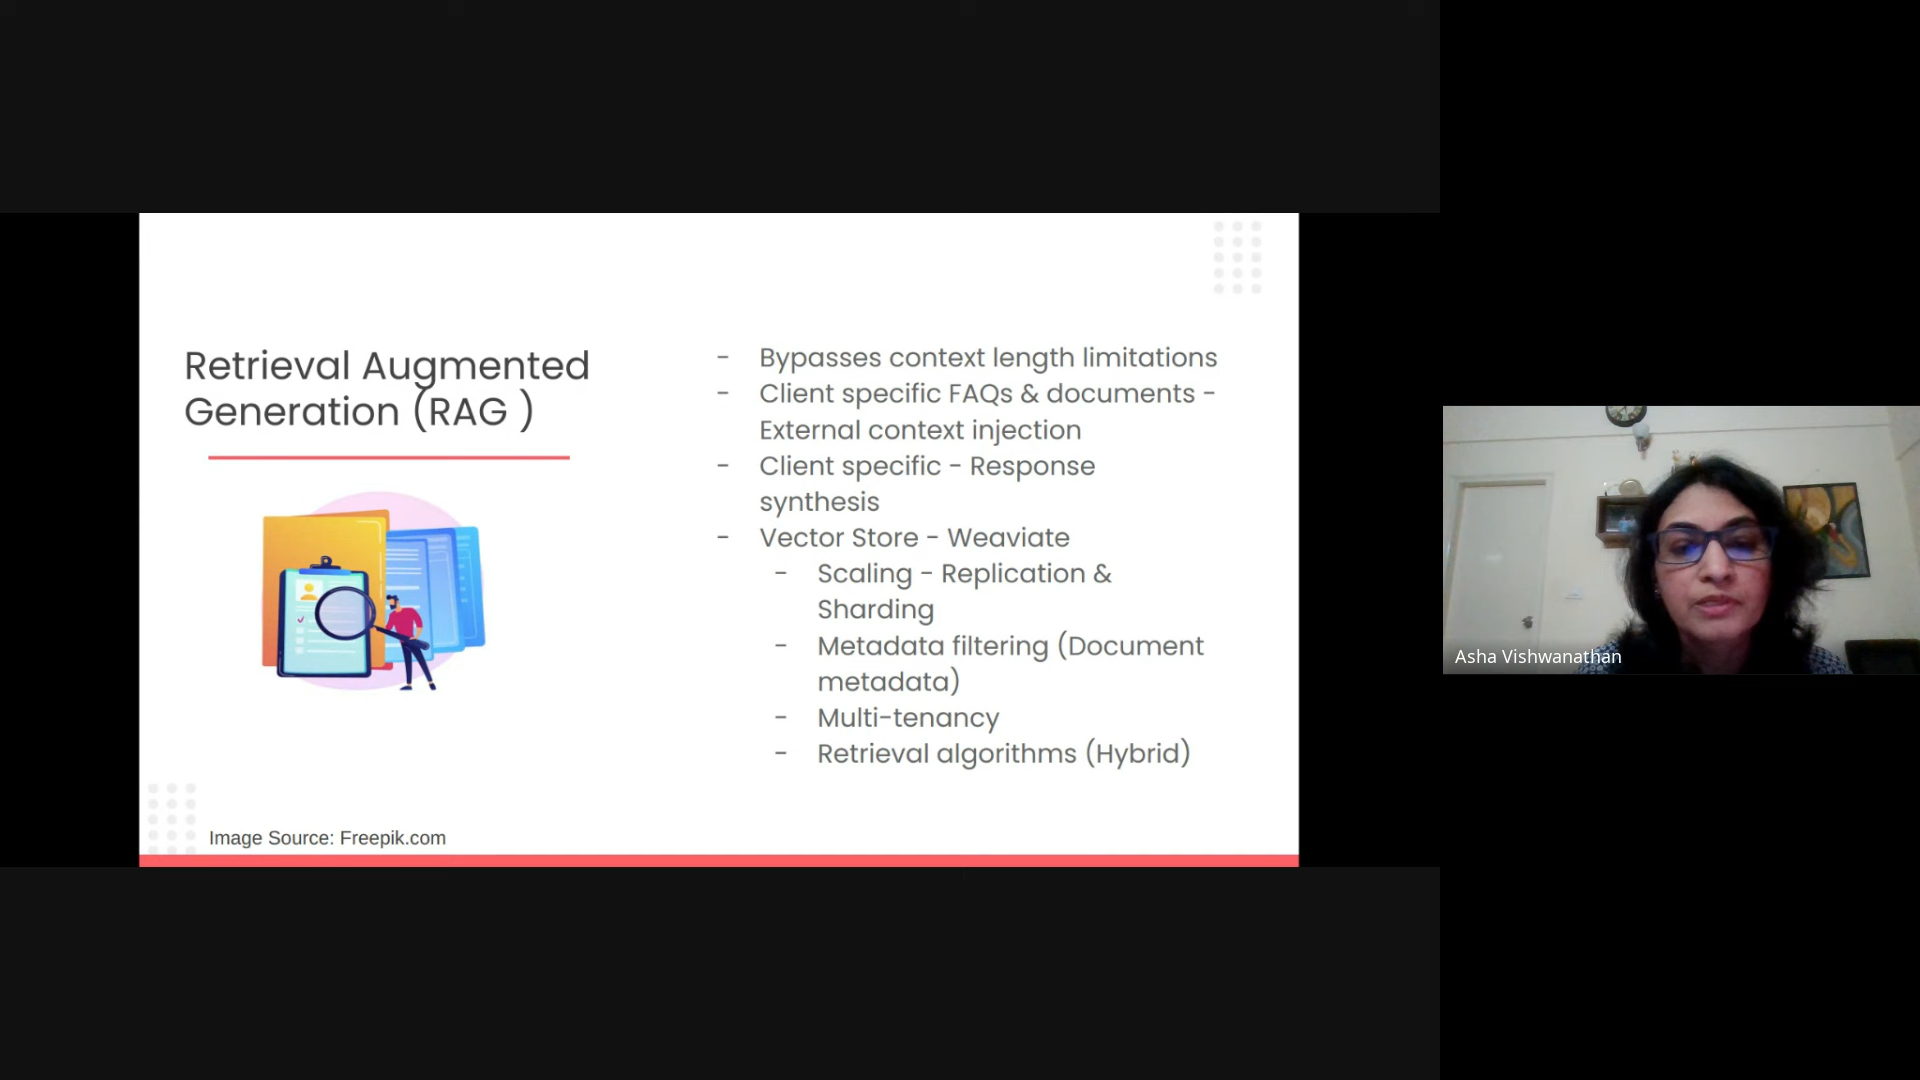 Retrieval Augmented
Generation (RAG )
- Bypasses context length limitations
- Client specific FAQs & documents -
External context injection
- Client specific - Response
synthesis
- Vector Store - Weaviate
- Scaling - Replication &
Sharding
- Metadata filtering (Document
metadata)
- Multi-tenancy
- Retrieval algorithms (Hybrid)
Image Source: Freepik.com
Asha Vishwanathan